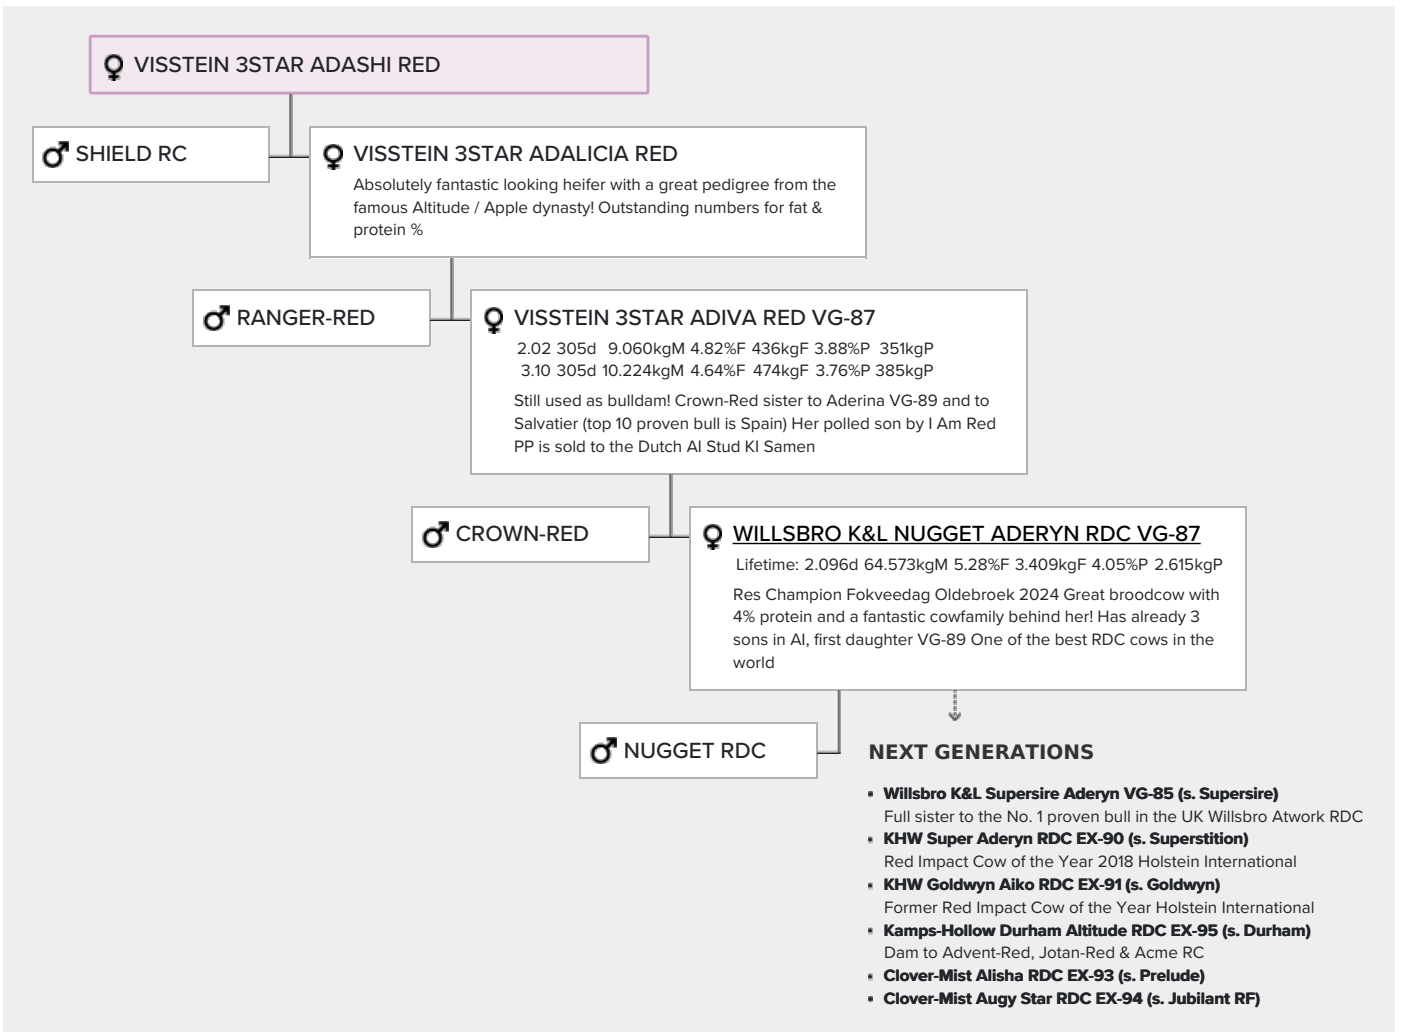 VISSTEIN 3STAR ADASHI RED
SHIELD RC
VISSTEIN 3STAR ADALICIA RED
Absolutely fantastic looking heifer with a great pedigree from the
famous Altitude / Apple dynasty! Outstanding numbers for fat &
protein %
RANGER-RED
VISSTEIN 3STAR ADIVA RED VG-87
2.02 305d 9.060kgM 4.82%F 436kgF 3.88%P 351kgP
3.10 305d 10.224kgM 4.64%F 474kgF 3.76%P 385kgP
Still used as bulldam! Crown-Red sister to Aderina VG-89 and to
Salvatier (top 10 proven bull is Spain) Her polled son by I Am Red
PP is sold to the Dutch AI Stud KI Samen
CROWN-RED
WILLSBRO K&L NUGGET ADERYN RDC VG-87
Lifetime: 2.096d 64.573kgM 5.28%F 3.409kgF 4.05%P 2.615kgP
Res Champion Fokveedag Oldebroek 2024 Great broodcow with
4% protein and a fantastic cowfamily behind her! Has already 3
sons in AI, first daughter VG-89 One of the best RDC cows in the
world
NUGGET RDC
NEXT GENERATIONS
Willsbro K&L Supersire Aderyn VG-85 (s. Supersire)
Full sister to the No. 1 proven bull in the UK Willsbro Atwork RDC
KHW Super Aderyn RDC EX-90 (s. Superstition)
Red Impact Cow of the Year 2018 Holstein International
KHW Goldwyn Aiko RDC EX-91 (s. Goldwyn)
Former Red Impact Cow of the Year Holstein International
Kamps-Hollow Durham Altitude RDC EX-95 (s. Durham)
Dam to Advent-Red, Jotan-Red & Acme RC
Clover-Mist Alisha RDC EX-93 (s. Prelude)
Clover-Mist Augy Star RDC EX-94 (s. Jubilant RF)